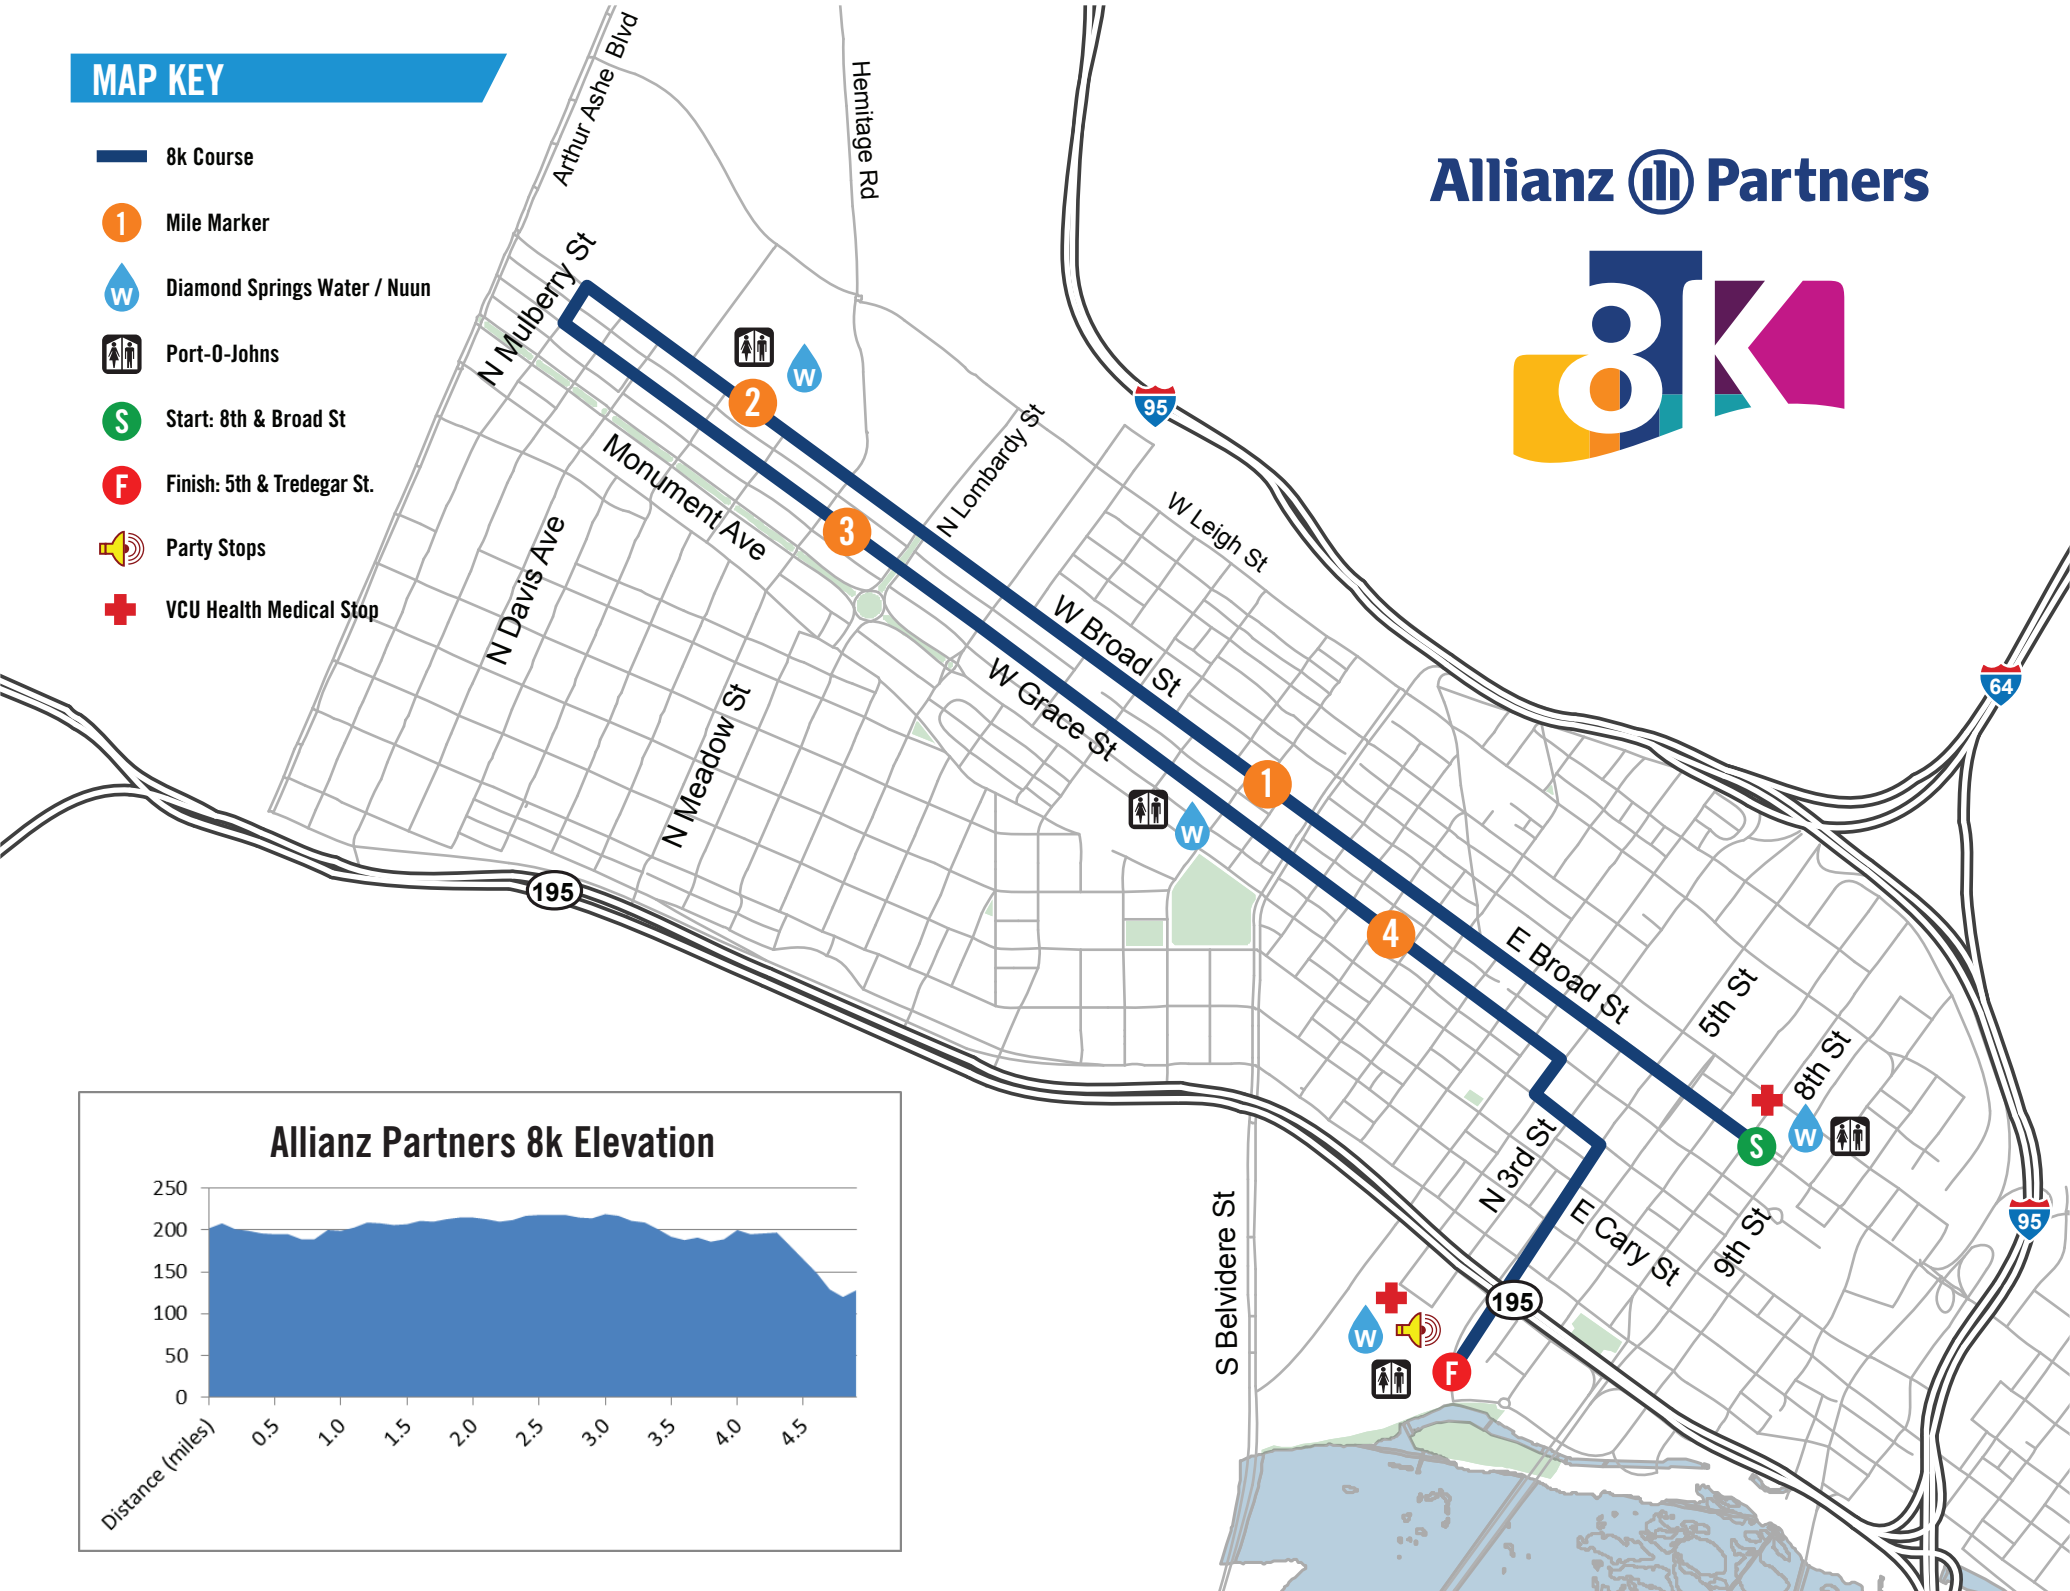 MAP KEY
8k Course
1 Mile Marker
W Diamond Springs Water / Nuun
Port-O-Johns
S Start: 8th & Broad St
F Finish: 5th & Tredegar St.
Party Stops
VCU Health Medical Stop
Allianz Partners
8K
Arthur Ashe Blvd
Hemitage Rd
N Mulberry St
95
W
2
Monument Ave
N Lombardy St
W Leigh St
3
N Davis Ave
W Broad St
W Grace St
64
N Meadow St
1
W
195
4
E Broad St
5th St
8th St
S
W
N 3rd St
E Cary St
9th St
95
S Belvidere St
195
W
F
Allianz Partners 8k Elevation
250
200
150
100
50
0
Distance (miles)
0.5
1.0
1.5
2.0
2.5
3.0
3.5
4.0
4.5